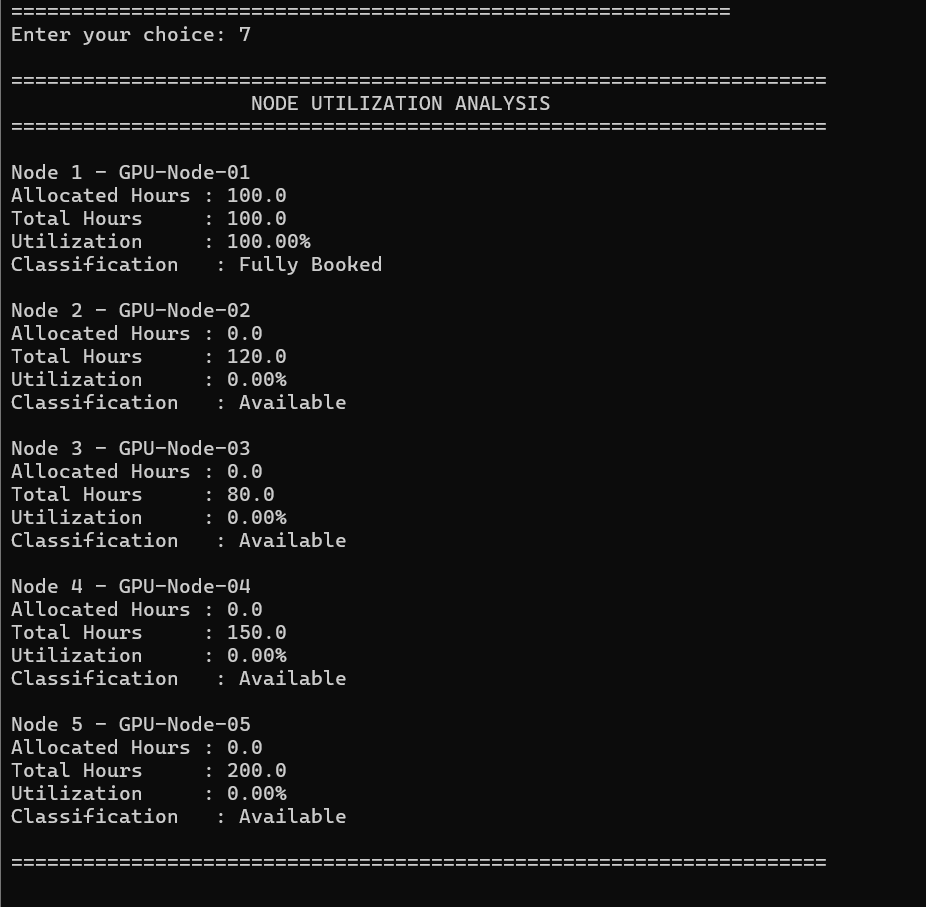 ============================================================
Enter your choice: 7
====================================================================
NODE UTILIZATION ANALYSIS
====================================================================
Node 1 - GPU-Node-01
Allocated Hours : 100.0
Total Hours     : 100.0
Utilization     : 100.00%
Classification   : Fully Booked
Node 2 - GPU-Node-02
Allocated Hours : 0.0
Total Hours     : 120.0
Utilization     : 0.00%
Classification   : Available
Node 3 - GPU-Node-03
Allocated Hours : 0.0
Total Hours     : 80.0
Utilization     : 0.00%
Classification   : Available
Node 4 - GPU-Node-04
Allocated Hours : 0.0
Total Hours     : 150.0
Utilization     : 0.00%
Classification   : Available
Node 5 - GPU-Node-05
Allocated Hours : 0.0
Total Hours     : 200.0
Utilization     : 0.00%
Classification   : Available
====================================================================